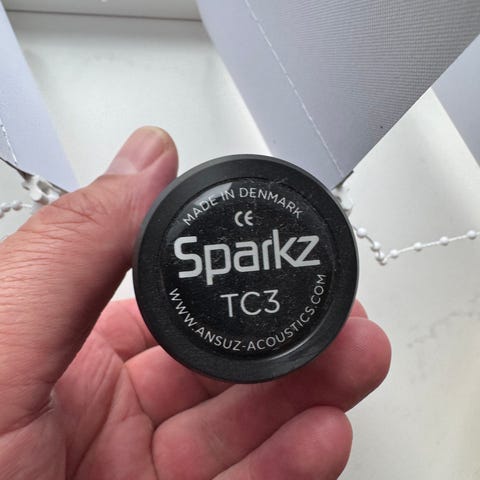 MADE IN DENMARK
CE
Sparkz
TC3
WWW.ANSUZ-ACOUSTICS.COM